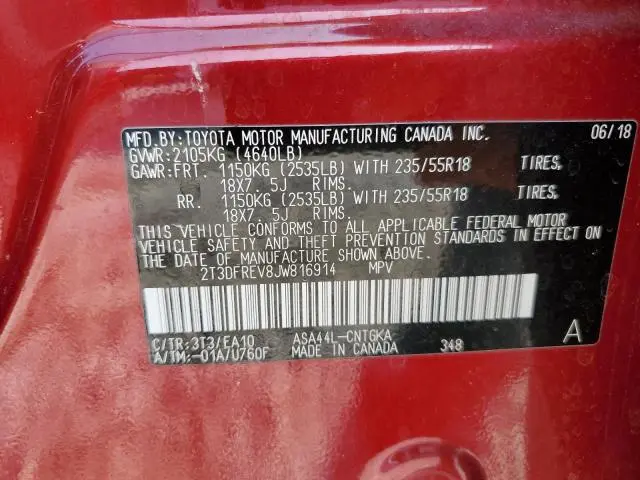 MFD.BY:TOYOTA MOTOR MANUFACTURING CANADA INC. 06/18
GVWR:2105KG (4640LB)
GAWR:FRT. 1150KG (2535LB) WITH 235/55R18 TIRES,
18X7.5J RIMS.
RR. 1150KG (2535LB) WITH 235/55R18 TIRES,
18X7.5J RIMS.
THIS VEHICLE CONFORMS TO ALL APPLICABLE FEDERAL MOTOR
VEHICLE SAFETY AND THEFT PREVENTION STANDARDS IN EFFECT ON
THE DATE OF MANUFACTURE SHOWN ABOVE.
2T3DFREV8JW816914 MPV
C/TR:3T3/EA10 ASA44L-CNTGKA 348 A
A/TM:-01A/U760F MADE IN CANADA